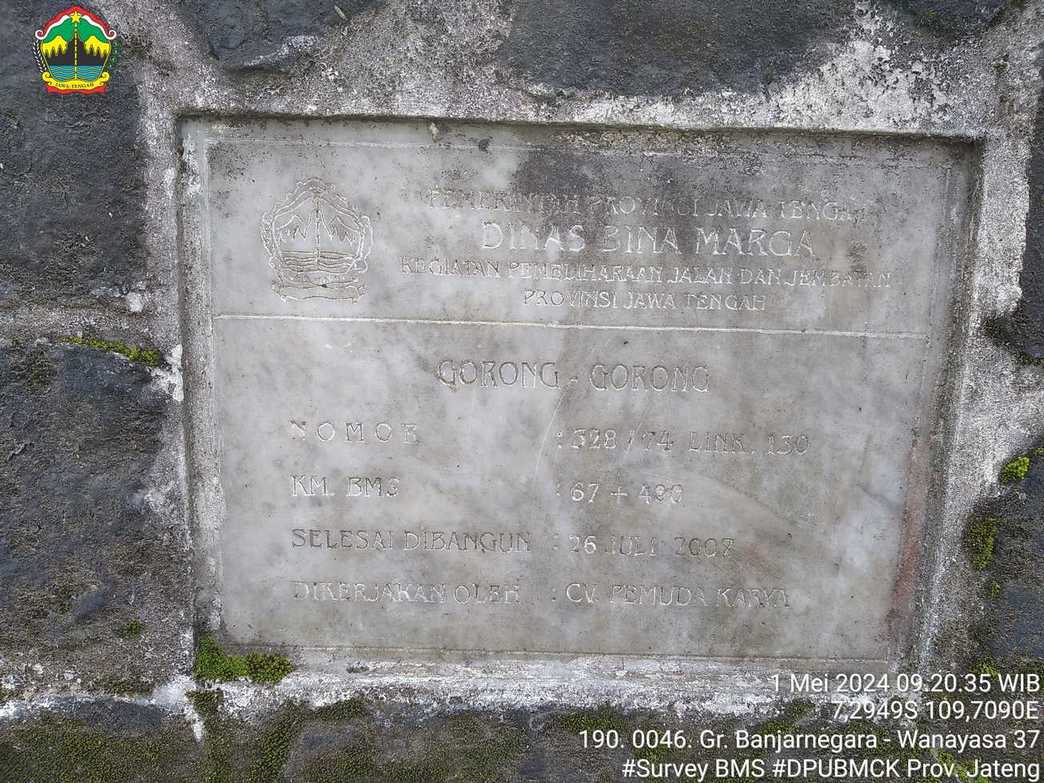 JAWA TENGAH
PEMERINTAH PROVINSI JAWA TENGAH
DINAS BINA MARGA
KEGIATAN PEMELIHARAAN JALAN DAN JEMBATAN
PROVINSI JAWA TENGAH
GORONG - GORONG
NOMOR : 328 / 74 LINK. 130
KM. BMS : 67 + 490
SELESAI DIBANGUN : 26 JULI
DIKERJAKAN OLEH : CV. PEMUDA KARYA
1 Mei 2024 09.20.35 WIB
7,2949S 109,7090E
190. 0046. Gr. Banjarnegara - Wanayasa 37
#Survey BMS #DPUBMCK Prov. Jateng